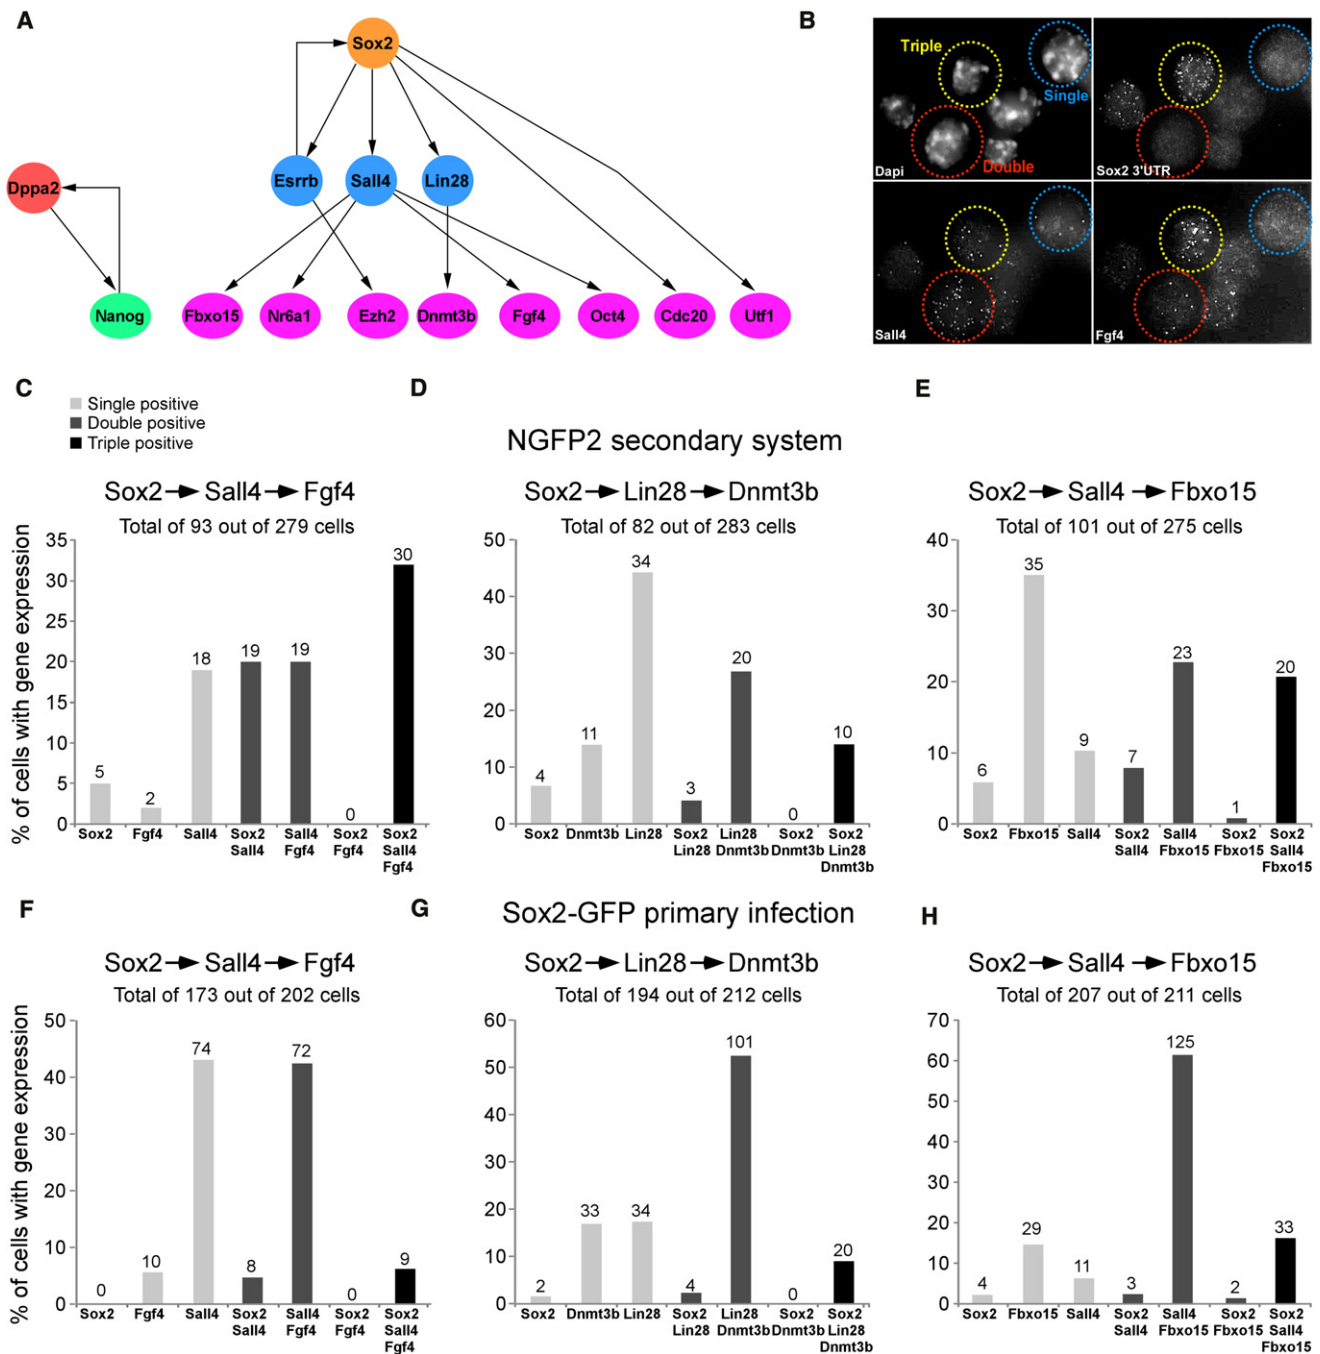 A
Sox2
Esrrb
Sall4
Lin28
Dppa2
Nanog
Fbxo15
Nr6a1
Ezh2
Dnmt3b
Fgf4
Oct4
Cdc20
Utf1
B
Triple
Single
Double
Dapi
Sox2 3'UTR
Sall4
Fgf4
C
Single positive
Double positive
Triple positive
D
E
NGFP2 secondary system
Sox2 → Sall4 → Fgf4
Total of 93 out of 279 cells
% of cells with gene expression
35
30
25
20
15
10
5
0
5
2
18
19
19
0
30
Sox2
Fgf4
Sall4
Sox2
Sall4
Sall4
Fgf4
Sox2
Fgf4
Sox2
Sall4
Fgf4
Sox2 → Lin28 → Dnmt3b
Total of 82 out of 283 cells
50
40
30
20
10
0
4
11
34
3
20
0
10
Sox2
Dnmt3b
Lin28
Sox2
Lin28
Lin28
Dnmt3b
Sox2
Dnmt3b
Sox2
Lin28
Dnmt3b
Sox2 → Sall4 → Fbxo15
Total of 101 out of 275 cells
40
30
20
10
0
6
35
9
7
23
1
20
Sox2
Fbxo15
Sall4
Sox2
Sall4
Sall4
Fbxo15
Sox2
Fbxo15
Sox2
Sall4
Fbxo15
F
G
H
Sox2-GFP primary infection
Sox2 → Sall4 → Fgf4
Total of 173 out of 202 cells
% of cells with gene expression
50
40
30
20
10
0
0
10
74
8
72
0
9
Sox2
Fgf4
Sall4
Sox2
Sall4
Sall4
Fgf4
Sox2
Fgf4
Sox2
Sall4
Fgf4
Sox2 → Lin28 → Dnmt3b
Total of 194 out of 212 cells
60
50
40
30
20
10
0
2
33
34
4
101
0
20
Sox2
Dnmt3b
Lin28
Sox2
Lin28
Lin28
Dnmt3b
Sox2
Dnmt3b
Sox2
Lin28
Dnmt3b
Sox2 → Sall4 → Fbxo15
Total of 207 out of 211 cells
70
60
50
40
30
20
10
0
4
29
11
3
125
2
33
Sox2
Fbxo15
Sall4
Sox2
Sall4
Sall4
Fbxo15
Sox2
Fbxo15
Sox2
Sall4
Fbxo15